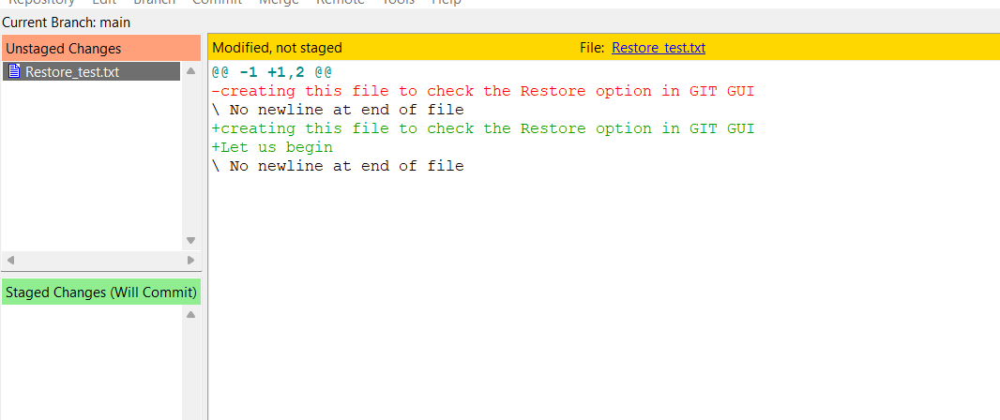 Repository Edit Branch Commit Merge Remote Tools Help
Current Branch: main
Unstaged Changes
Restore_test.txt
Modified, not staged File: Restore_test.txt
@@ -1 +1,2 @@
-creating this file to check the Restore option in GIT GUI
\ No newline at end of file
+creating this file to check the Restore option in GIT GUI
+Let us begin
\ No newline at end of file
Staged Changes (Will Commit)